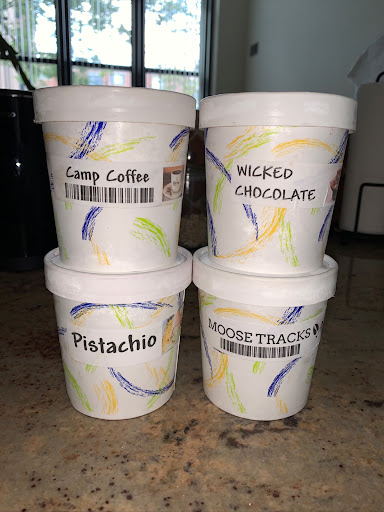 Camp Coffee
WICKED
CHOCOLATE
Pistachio
MOOSE TRACKS